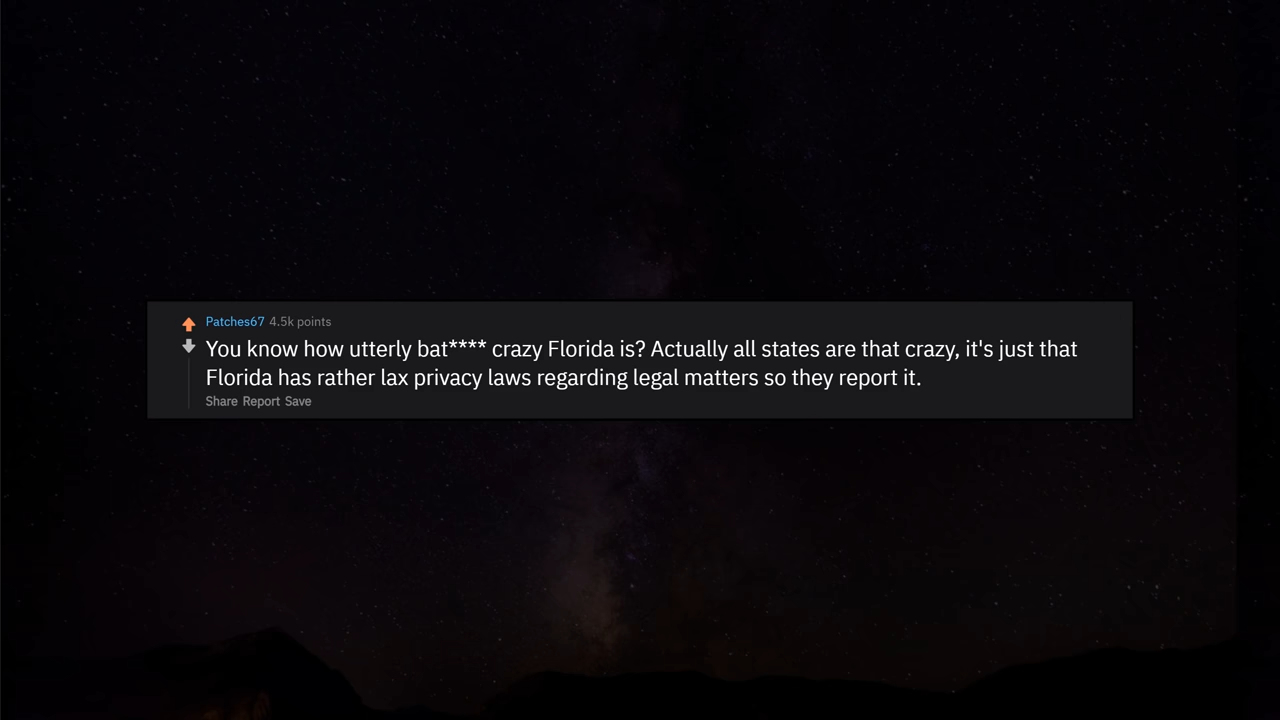 Patches67 4.5k points
You know how utterly bat**** crazy Florida is? Actually all states are that crazy, it's just that
Florida has rather lax privacy laws regarding legal matters so they report it.
Share Report Save